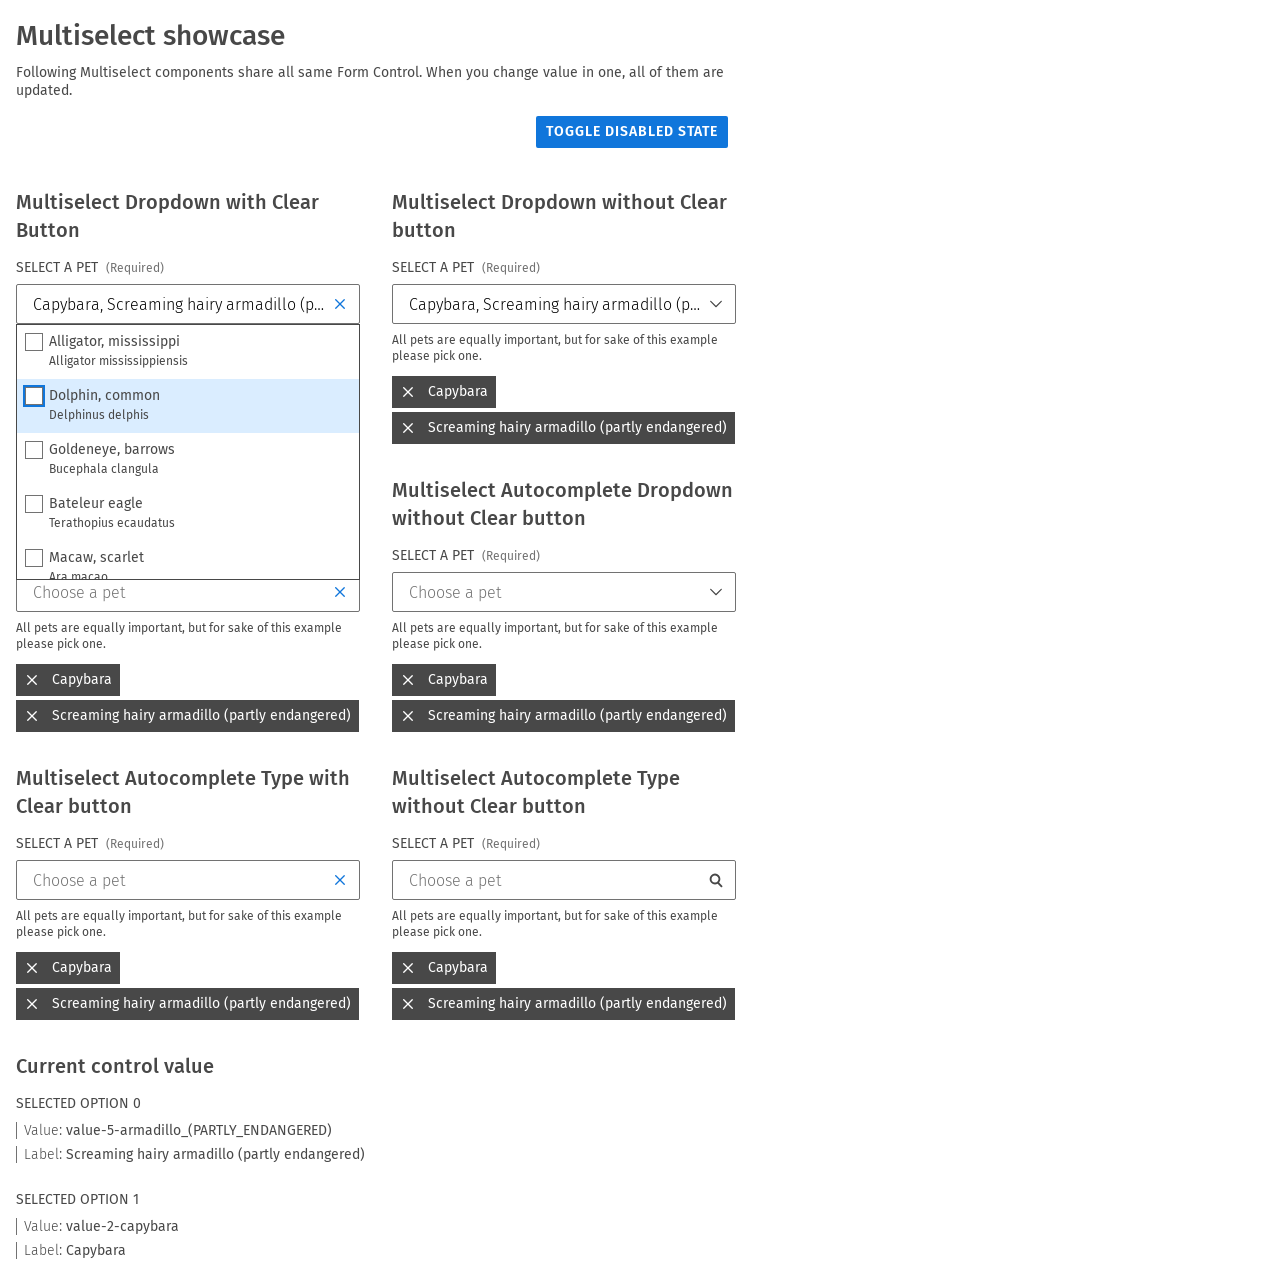 Multiselect showcase
Following Multiselect components share all same Form Control. When you change value in one, all of them are
updated.
TOGGLE DISABLED STATE
Multiselect Dropdown with Clear
Button
SELECT A PET (Required)
Capybara, Screaming hairy armadillo (p...
Alligator, mississippi
Alligator mississippiensis
Dolphin, common
Delphinus delphis
Goldeneye, barrows
Bucephala clangula
Bateleur eagle
Terathopius ecaudatus
Macaw, scarlet
Ara macao
Multiselect Dropdown without Clear
button
SELECT A PET (Required)
Capybara, Screaming hairy armadillo (p...
All pets are equally important, but for sake of this example
please pick one.
Capybara
Screaming hairy armadillo (partly endangered)
Choose a pet
All pets are equally important, but for sake of this example
please pick one.
Capybara
Screaming hairy armadillo (partly endangered)
Multiselect Autocomplete Dropdown
without Clear button
SELECT A PET (Required)
Choose a pet
All pets are equally important, but for sake of this example
please pick one.
Capybara
Screaming hairy armadillo (partly endangered)
Multiselect Autocomplete Type with
Clear button
SELECT A PET (Required)
Choose a pet
All pets are equally important, but for sake of this example
please pick one.
Capybara
Screaming hairy armadillo (partly endangered)
Multiselect Autocomplete Type
without Clear button
SELECT A PET (Required)
Choose a pet
All pets are equally important, but for sake of this example
please pick one.
Capybara
Screaming hairy armadillo (partly endangered)
Current control value
SELECTED OPTION 0
Value: value-5-armadillo_(PARTLY_ENDANGERED)
Label: Screaming hairy armadillo (partly endangered)
SELECTED OPTION 1
Value: value-2-capybara
Label: Capybara